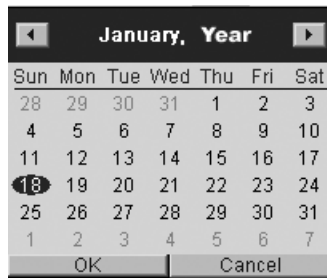 January, Year
Sun Mon Tue Wed Thu Fri Sat
28 29 30 31 1 2 3
4 5 6 7 8 9 10
11 12 13 14 15 16 17
18 19 20 21 22 23 24
25 26 27 28 29 30 31
1 2 3 4 5 6 7
OK Cancel